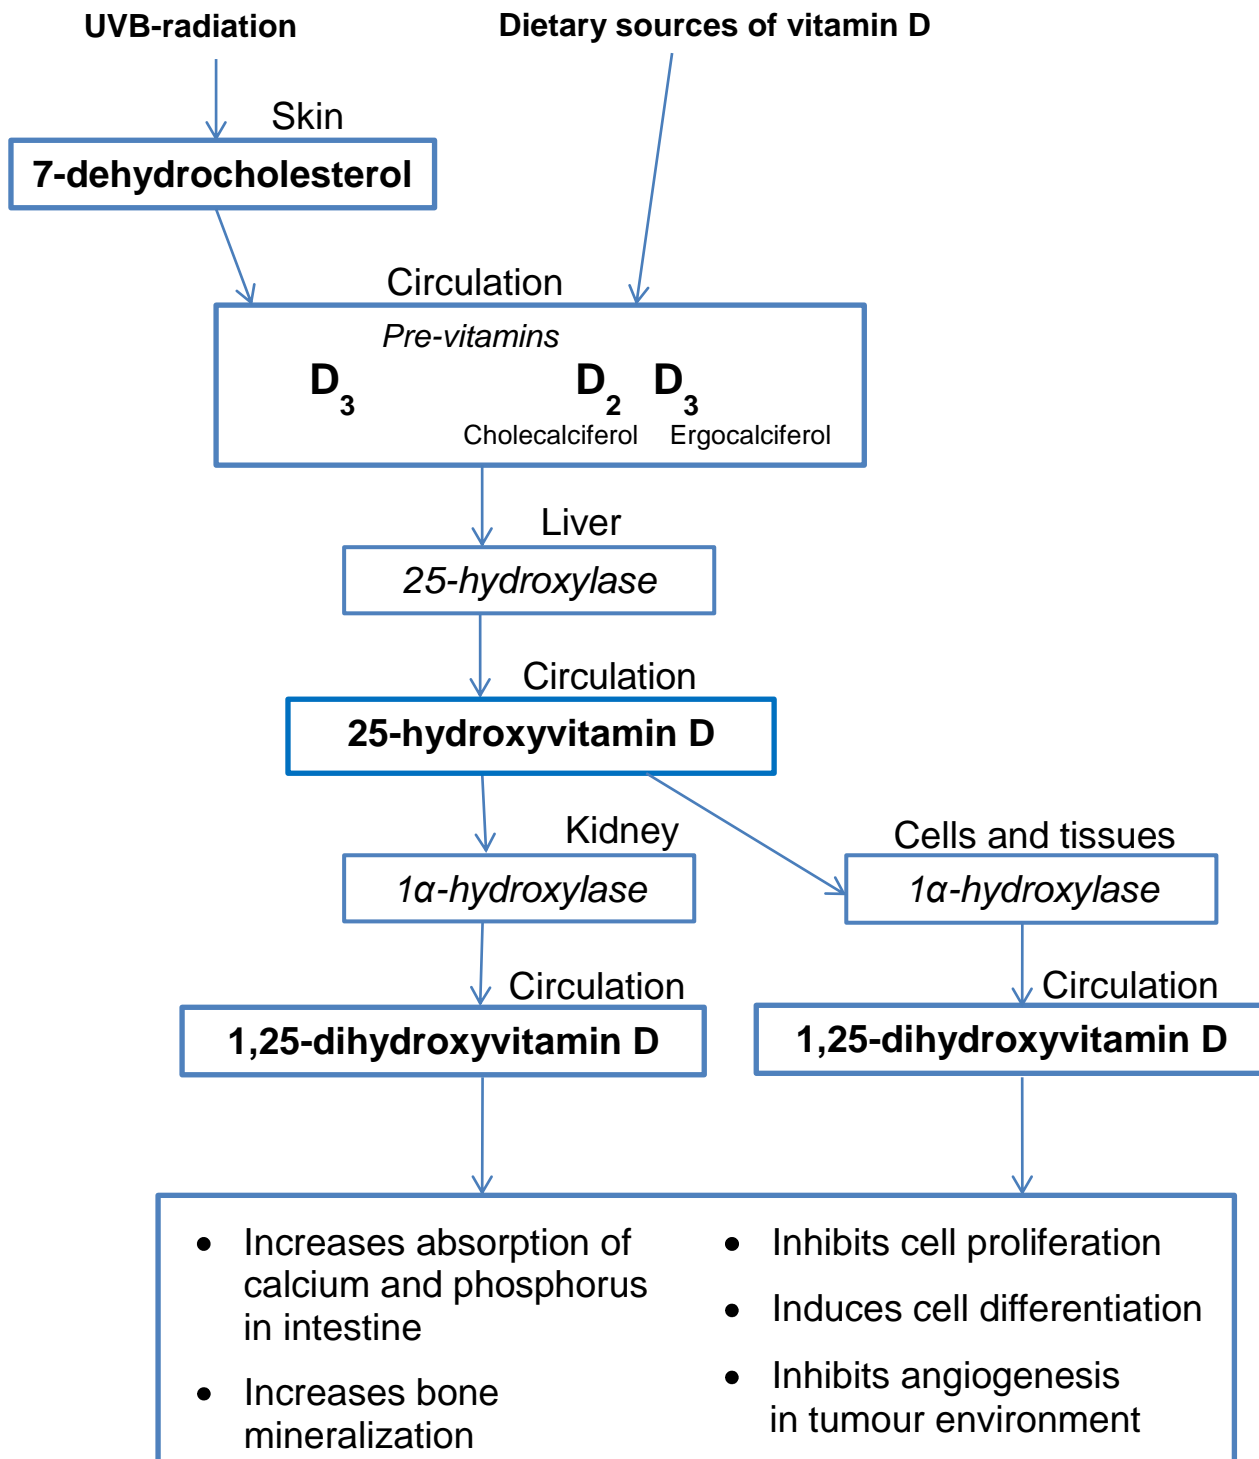 UVB-radiation
Dietary sources of vitamin D
Skin
7-dehydrocholesterol
Circulation
Pre-vitamins
D3 D2 D3
Cholecalciferol Ergocalciferol
Liver
25-hydroxylase
Circulation
25-hydroxyvitamin D
Kidney
1α-hydroxylase
Cells and tissues
1α-hydroxylase
Circulation
1,25-dihydroxyvitamin D
Circulation
1,25-dihydroxyvitamin D
• Increases absorption of
calcium and phosphorus
in intestine
• Increases bone
mineralization
• Inhibits cell proliferation
• Induces cell differentiation
• Inhibits angiogenesis
in tumour environment